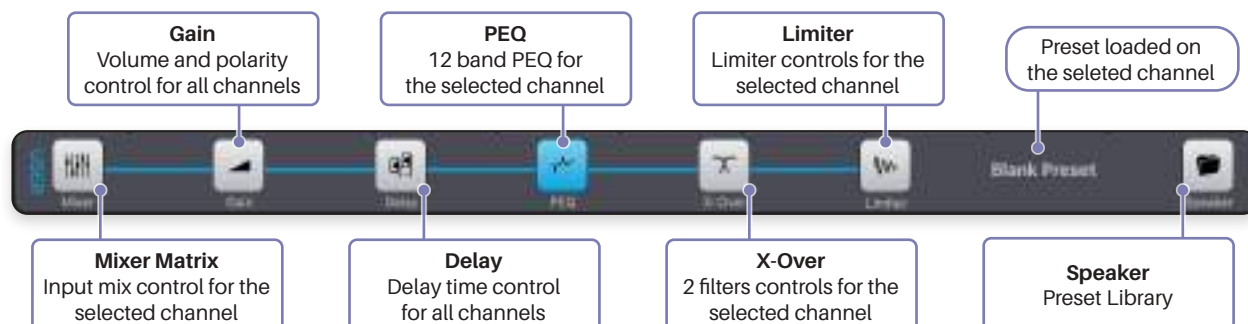 Gain
Volume and polarity
control for all channels
PEQ
12 band PEQ for
the selected channel
Limiter
Limiter controls for the
selected channel
Preset loaded on
the seleted channel
Mixer
Gain
Delay
PEQ
X-Over
Limiter
Blank Preset
Speaker
Mixer Matrix
Input mix control for the
selected channel
Delay
Delay time control
for all channels
X-Over
2 filters controls for the
selected channel
Speaker
Preset Library